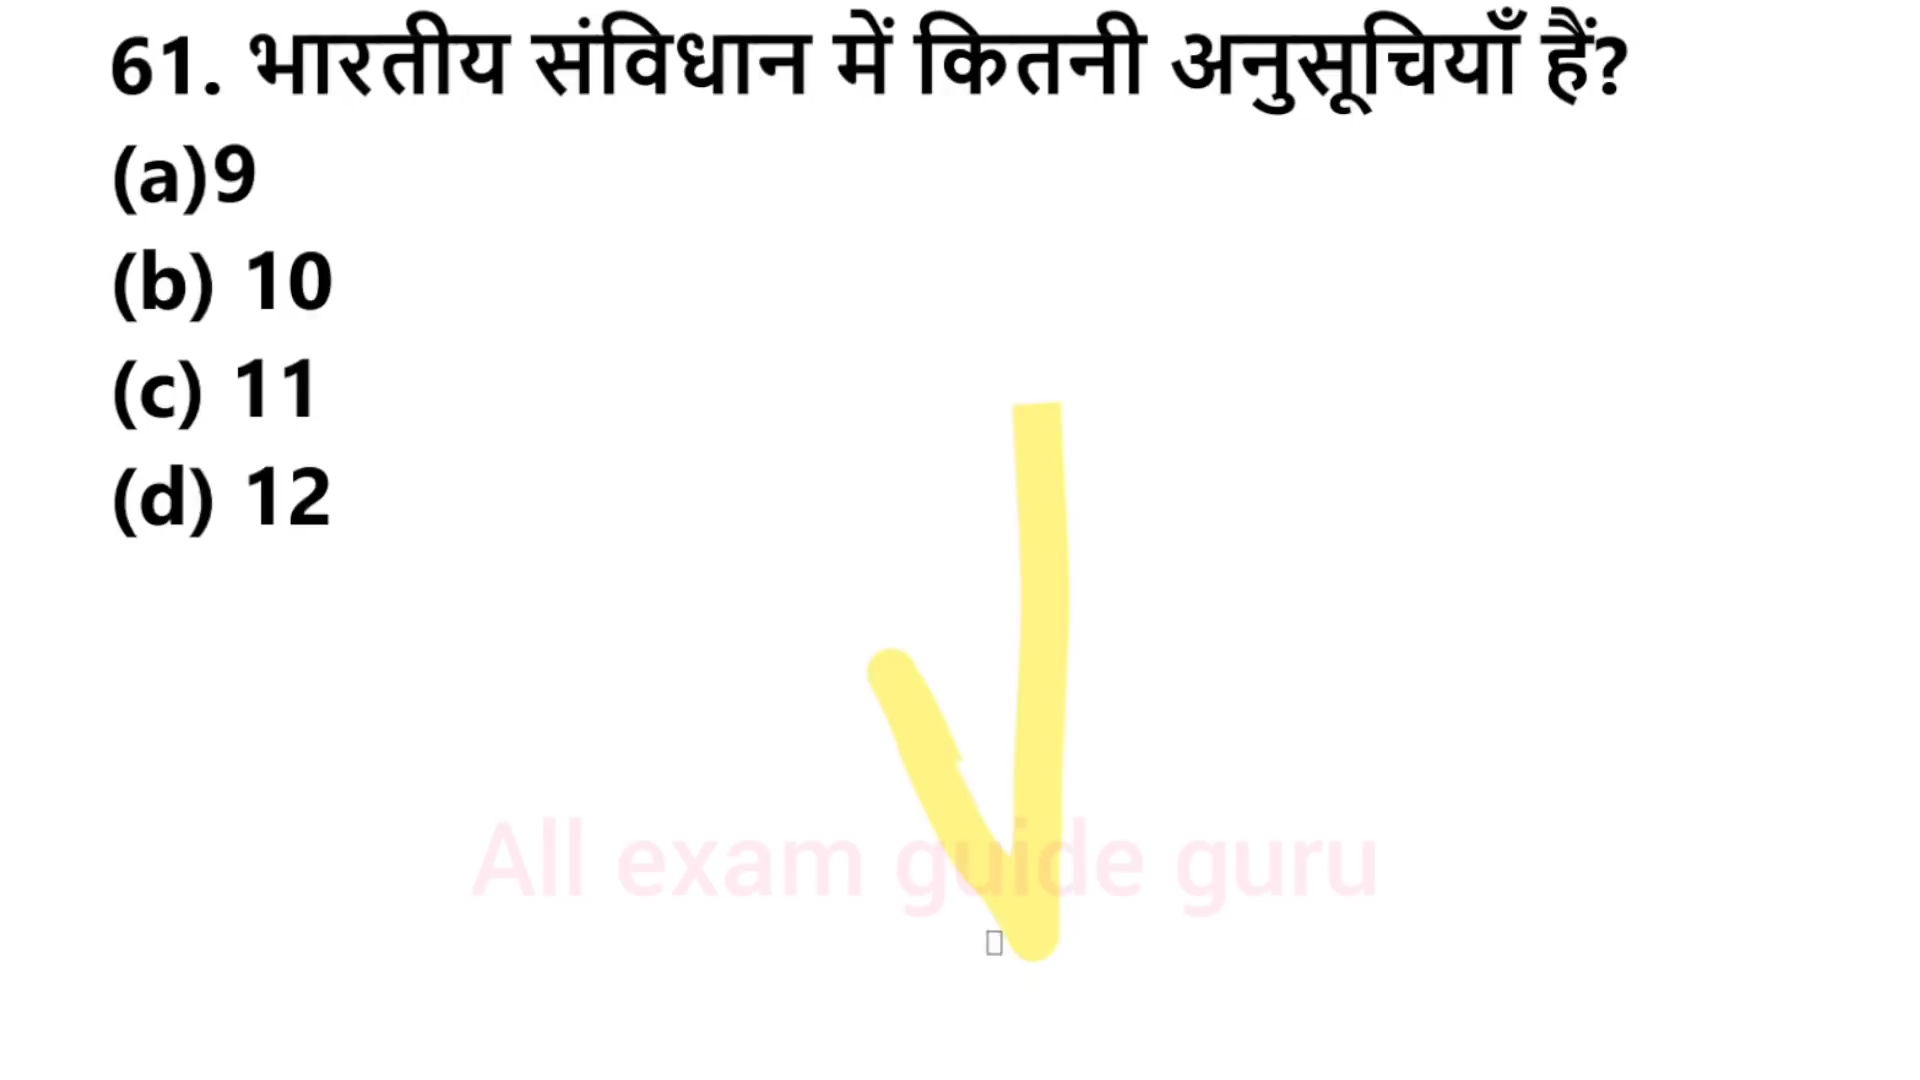 61. भारतीय संविधान में कितनी अनुसूचियाँ हैं?
(a)9
(b) 10
(c) 11
(d) 12
All exam guide guru